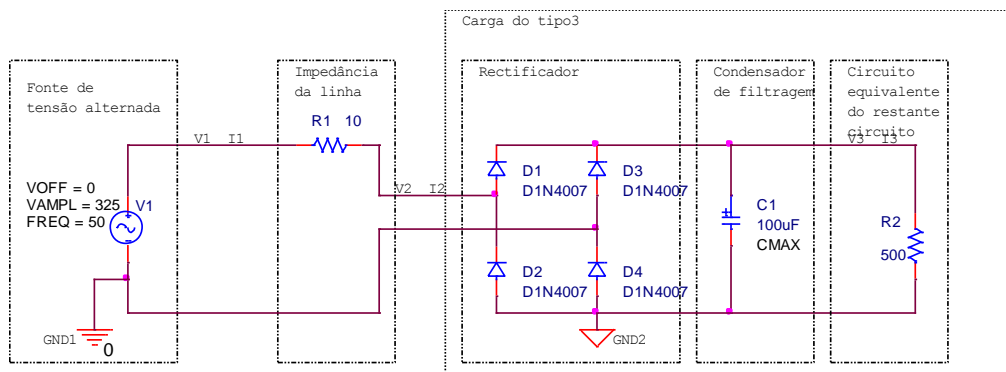 Carga do tipo3
Fonte de
tensão alternada
Impedância
da linha
Rectificador
Condensador
de filtragem
Circuito
equivalente
do restante
circuito
R1 10
V1 I1
V2 I2
V3 I3
VOFF = 0
VAMPL = 325
FREQ = 50
V1
D1
D1N4007
D3
D1N4007
D2
D1N4007
D4
D1N4007
C1
100uF
CMAX
R2
500
GND1
0
GND2